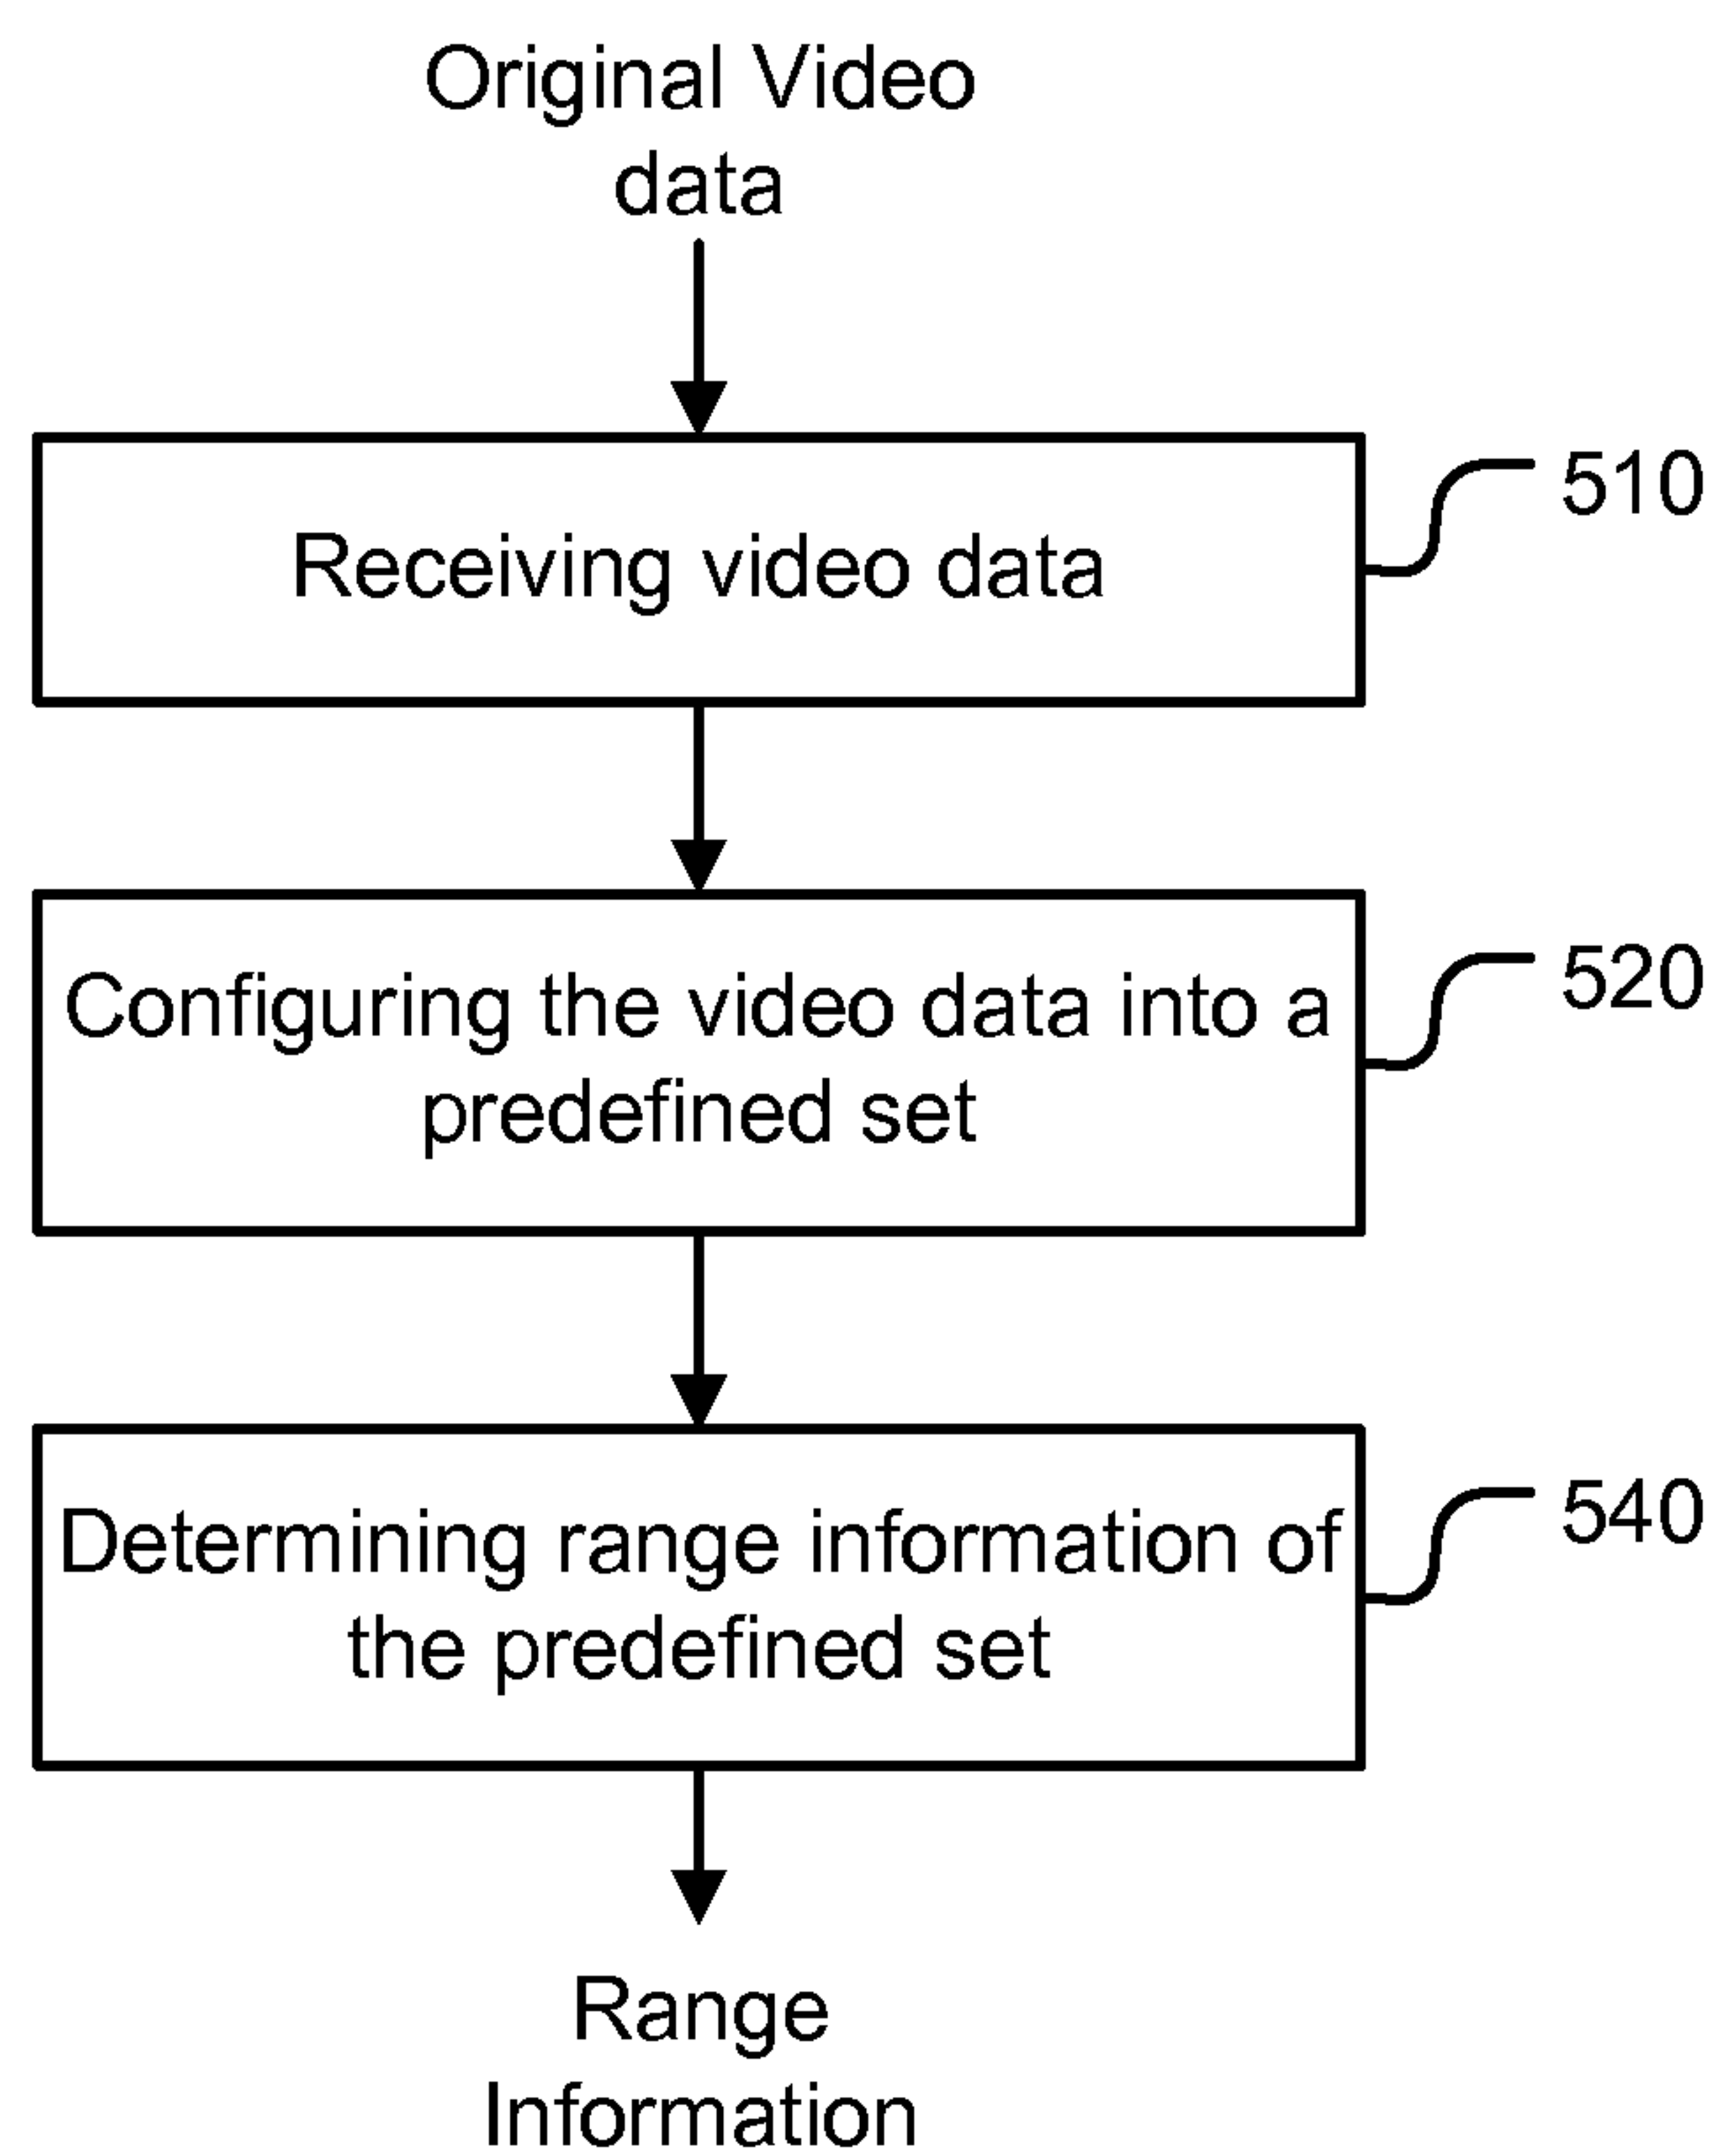 Original Video
data
Receiving video data
510
Configuring the video data into a
predefined set
520
Determining range information of
the predefined set
540
Range
Information